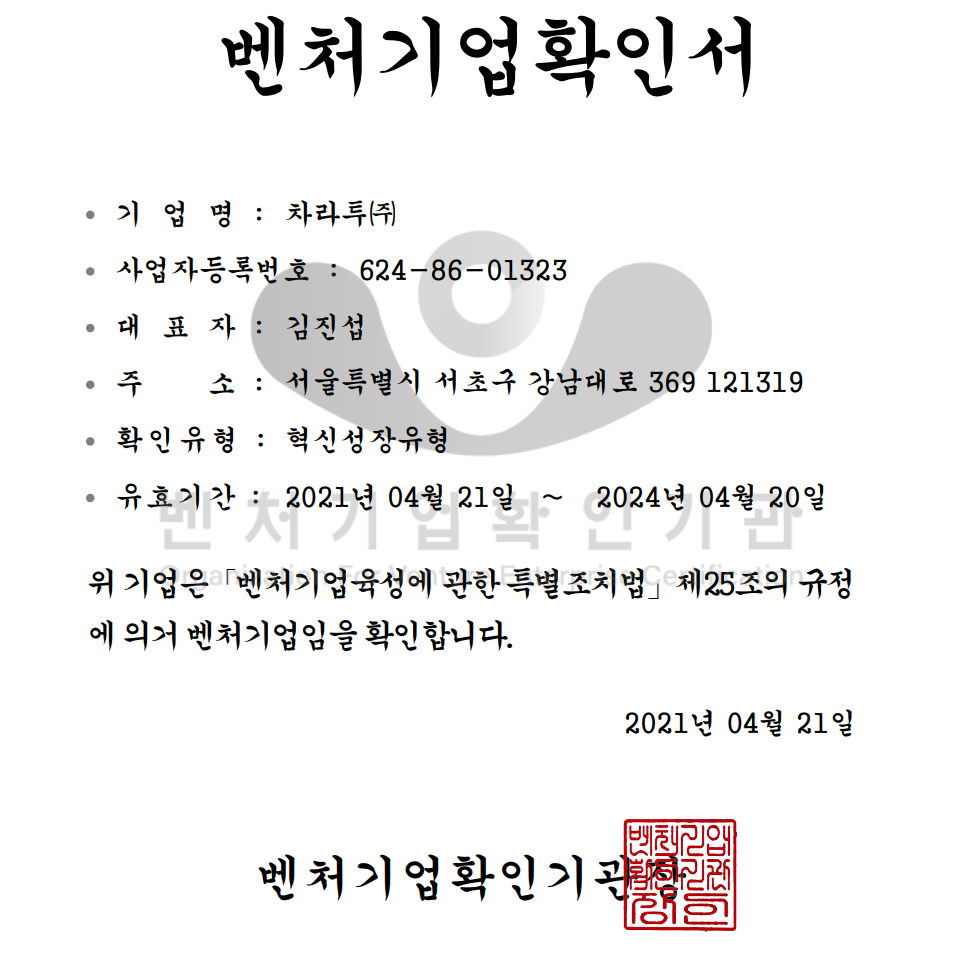 벤처기업확인서
• 기 업 명 : 차라투㈜
• 사업자등록번호 : 624-86-01323
• 대 표 자 : 김진섭
• 주 소 : 서울특별시 서초구 강남대로 369 121319
• 확인유형 : 혁신성장유형
• 유효기간 : 2021년 04월 21일 ~ 2024년 04월 20일
벤처기업확인기관
Organization For Venture Enterprise Certification
위 기업은「벤처기업육성에 관한 특별조치법」제25조의 규정
에 의거 벤처기업임을 확인합니다.
2021년 04월 21일
벤처기업확인기관장
벤처기업
확인기관
장의인